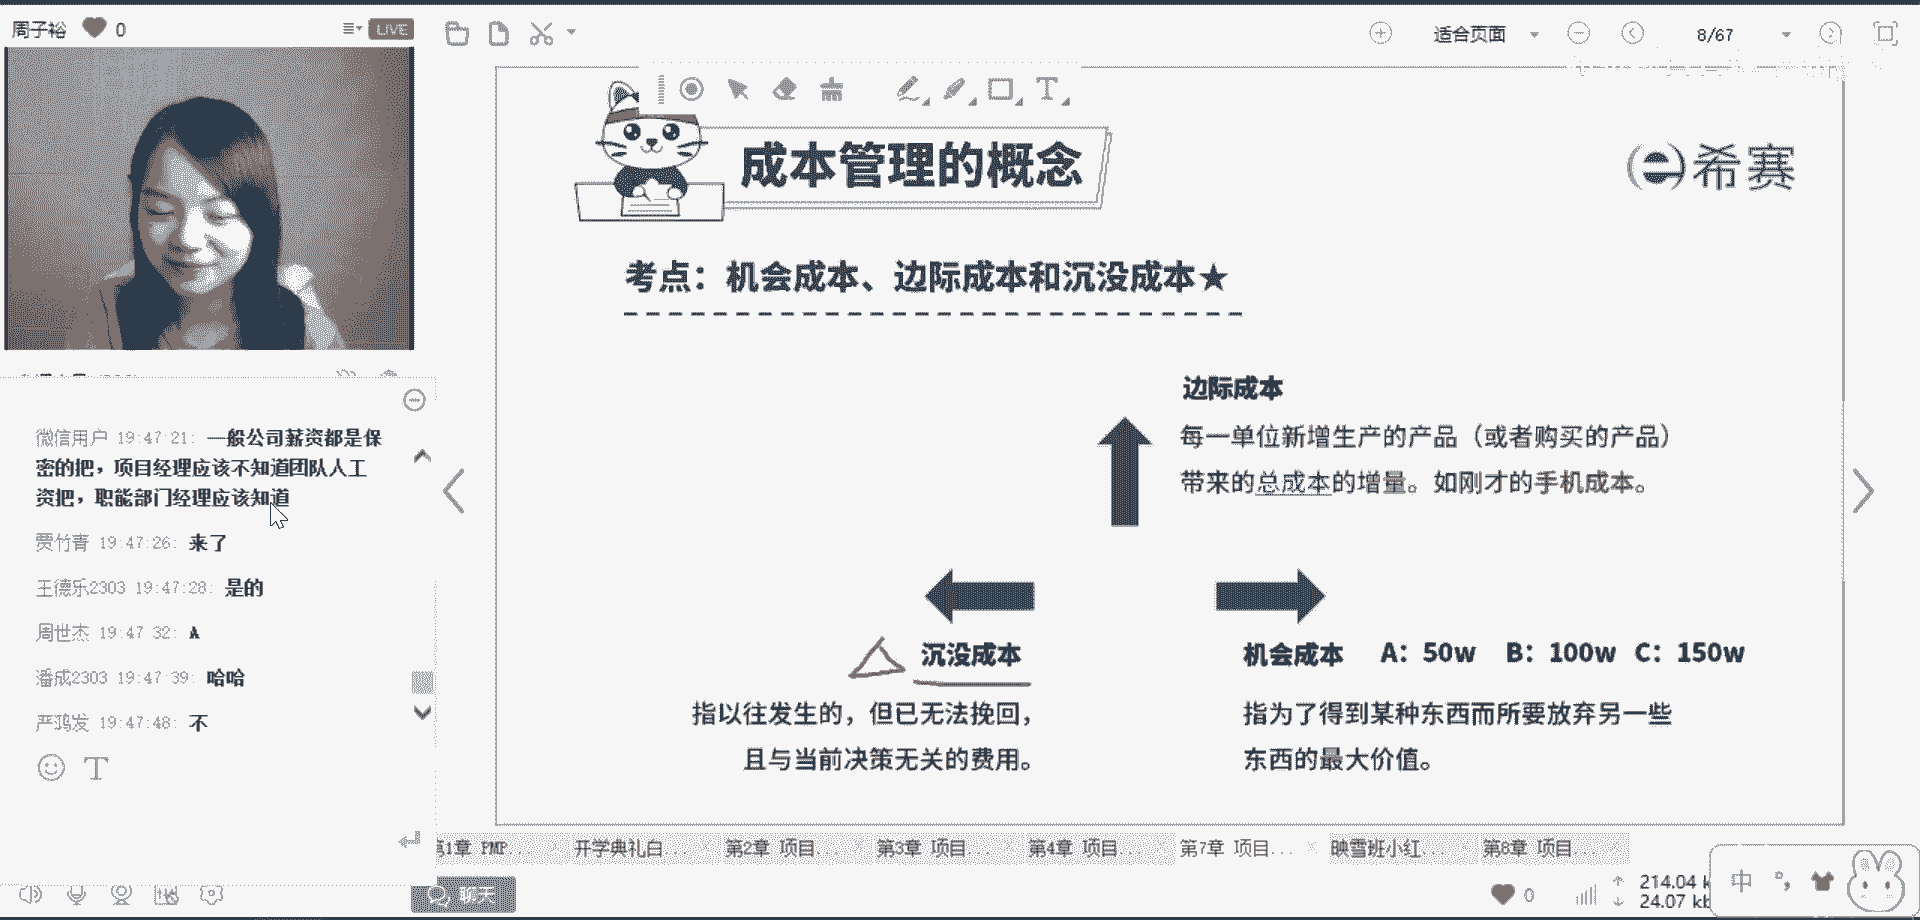 周子裕 0
LIVE
适合页面
8/67
成本管理的概念
希赛
考点：机会成本、边际成本和沉没成本★
边际成本
每一单位新增生产的产品（或者购买的产品）
带来的总成本的增量。如刚才的手机成本。
沉没成本
指以往发生的，但已无法挽回，
且与当前决策无关的费用。
机会成本 A：50w B：100w C：150w
指为了得到某种东西而所要放弃另一些
东西的最大价值。
微信用户 19:47:21: 一般公司薪资都是保
密的把，项目经理应该不知道团队人工
资把，职能部门经理应该知道
贾竹青 19:47:26: 来了
王德乐2303 19:47:28: 是的
周世杰 19:47:32: A
潘成2303 19:47:39: 哈哈
严鸿发 19:47:48: 不
T
第1章 PMP... 开学典礼白... 第2章 项目... 第3章 项目... 第4章 项目... 第7章 项目... 映雪班小红... 第8章 项目...
聊天
0
214.04 k
24.07 kb
中